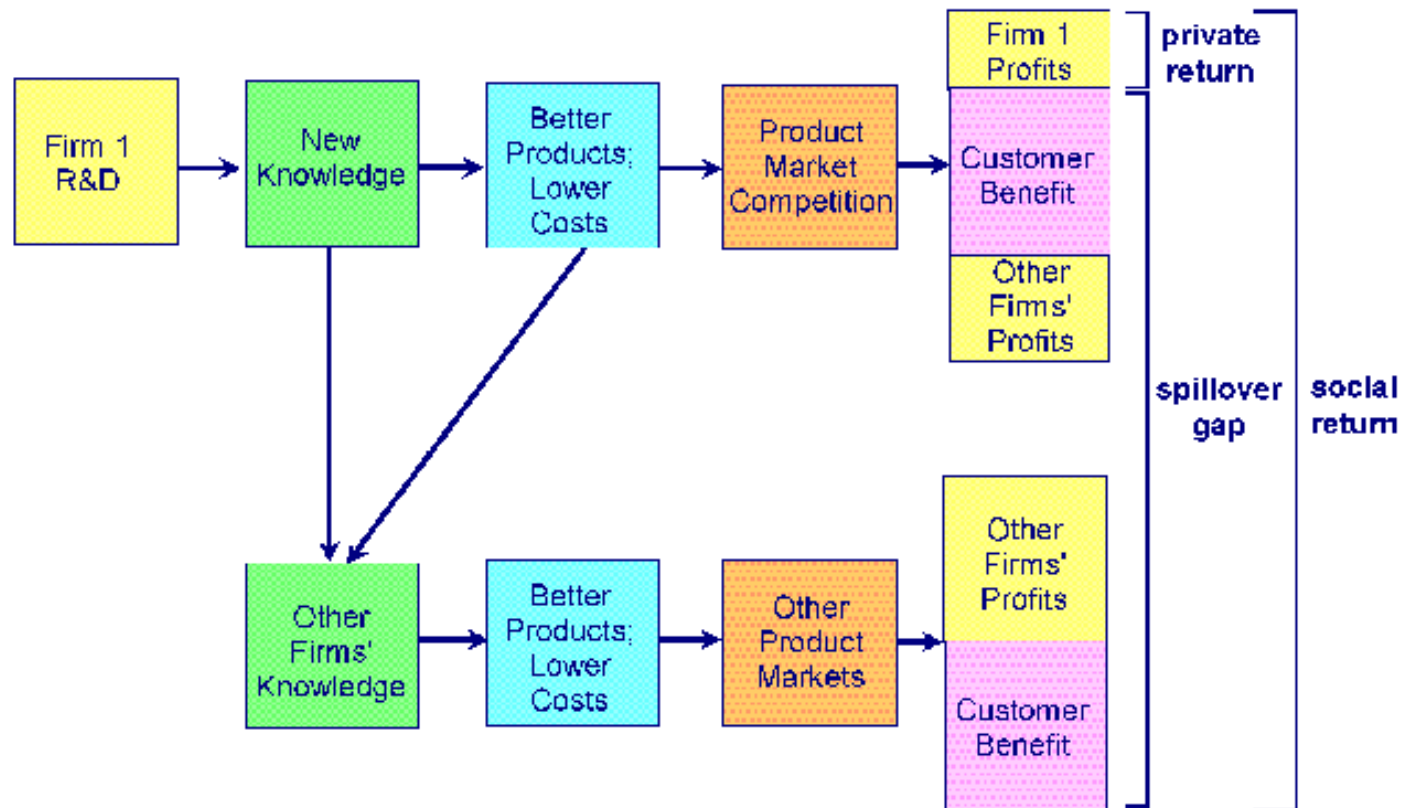 Firm 1
R&D
New
Knowledge
Better
Products;
Lower
Costs
Product
Market
Competition
Firm 1
Profits
Customer
Benefit
Other
Firms'
Profits
private
return
spillover
gap
social
return
Other
Firms'
Knowledge
Better
Products;
Lower
Costs
Other
Product
Markets
Other
Firms'
Profits
Customer
Benefit